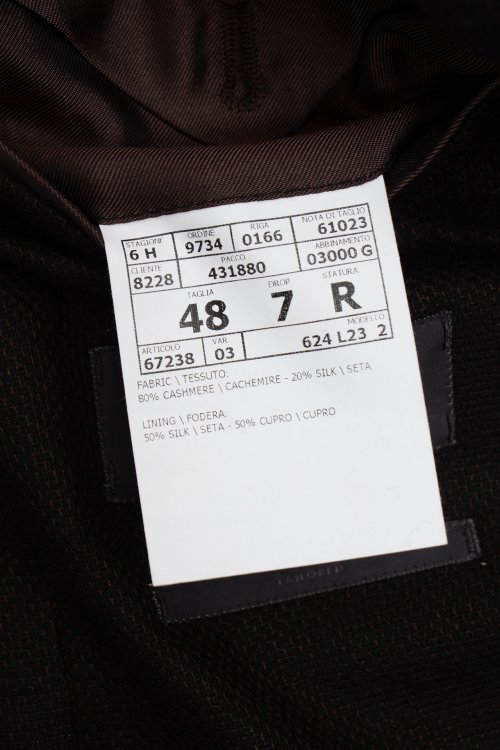 STAGIONE ORDINE RIGA NOTA DI TAGLIO
6 H 9734 0166 61023
CLIENTE PACCO ABBINAMENTO
8228 431880 03000 G
TAGLIA DROP STATURA
48 7 R
ARTICOLO VAR. MODELLO
67238 03 624 L23 2
FABRIC \ TESSUTO:
80% CASHMERE \ CACHEMIRE - 20% SILK \ SETA
LINING \ FODERA:
50% SILK \ SETA - 50% CUPRO \ CUPRO
TAILORED